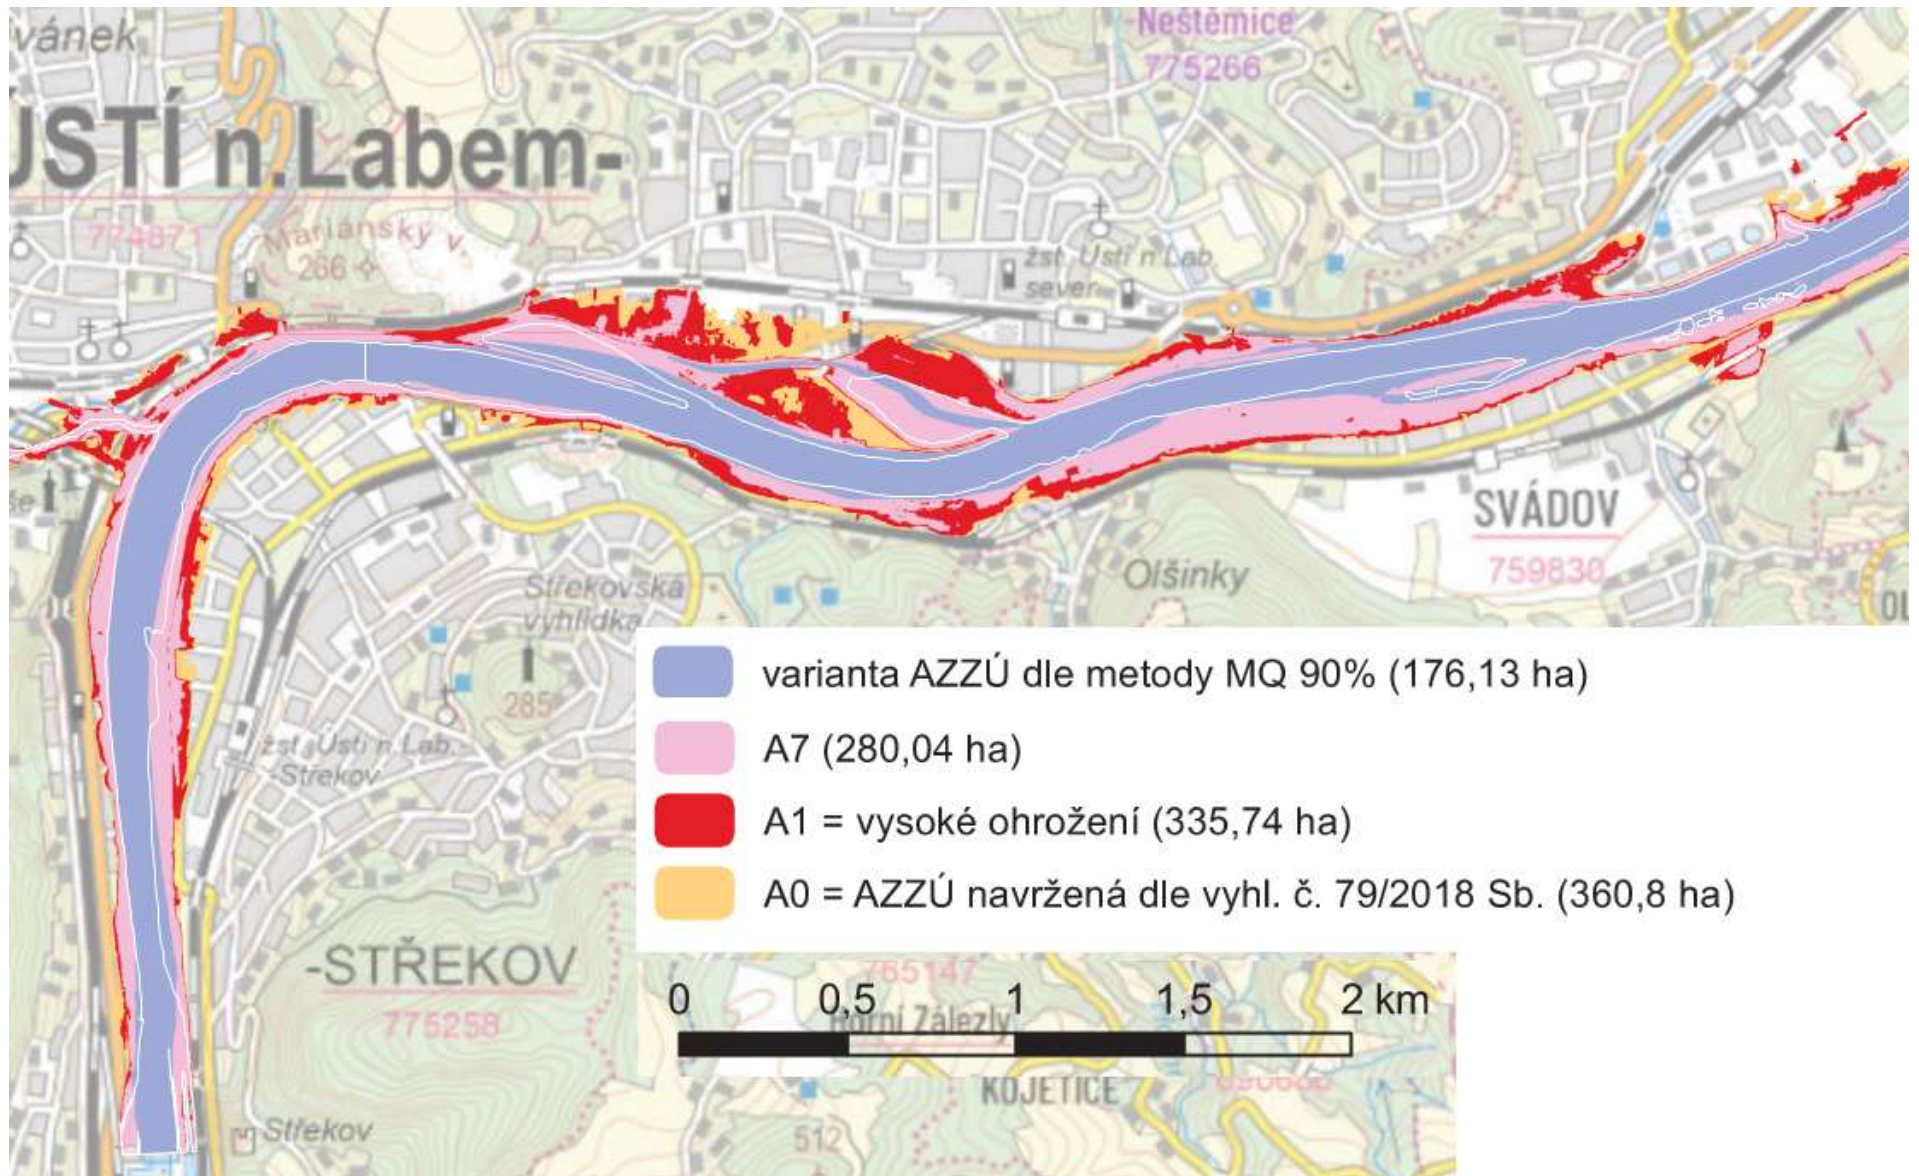 vánek
Neštěmice
775266
ÚSTÍ n.Labem-
774871
Mariánský v.
266
žst. Ústí n.Lab.
sever
SVÁDOV
759830
Olšinky
Střekovská
vyhlídka
285
žst. Ústí n.Lab.-
-Střekov
varianta AZZÚ dle metody MQ 90% (176,13 ha)
A7 (280,04 ha)
A1 = vysoké ohrožení (335,74 ha)
A0 = AZZÚ navržená dle vyhl. č. 79/2018 Sb. (360,8 ha)
-STŘEKOV
775258
765147
0 0,5 1 1,5 2 km
Horní Zálezly
KOJETICE
Střekov
512